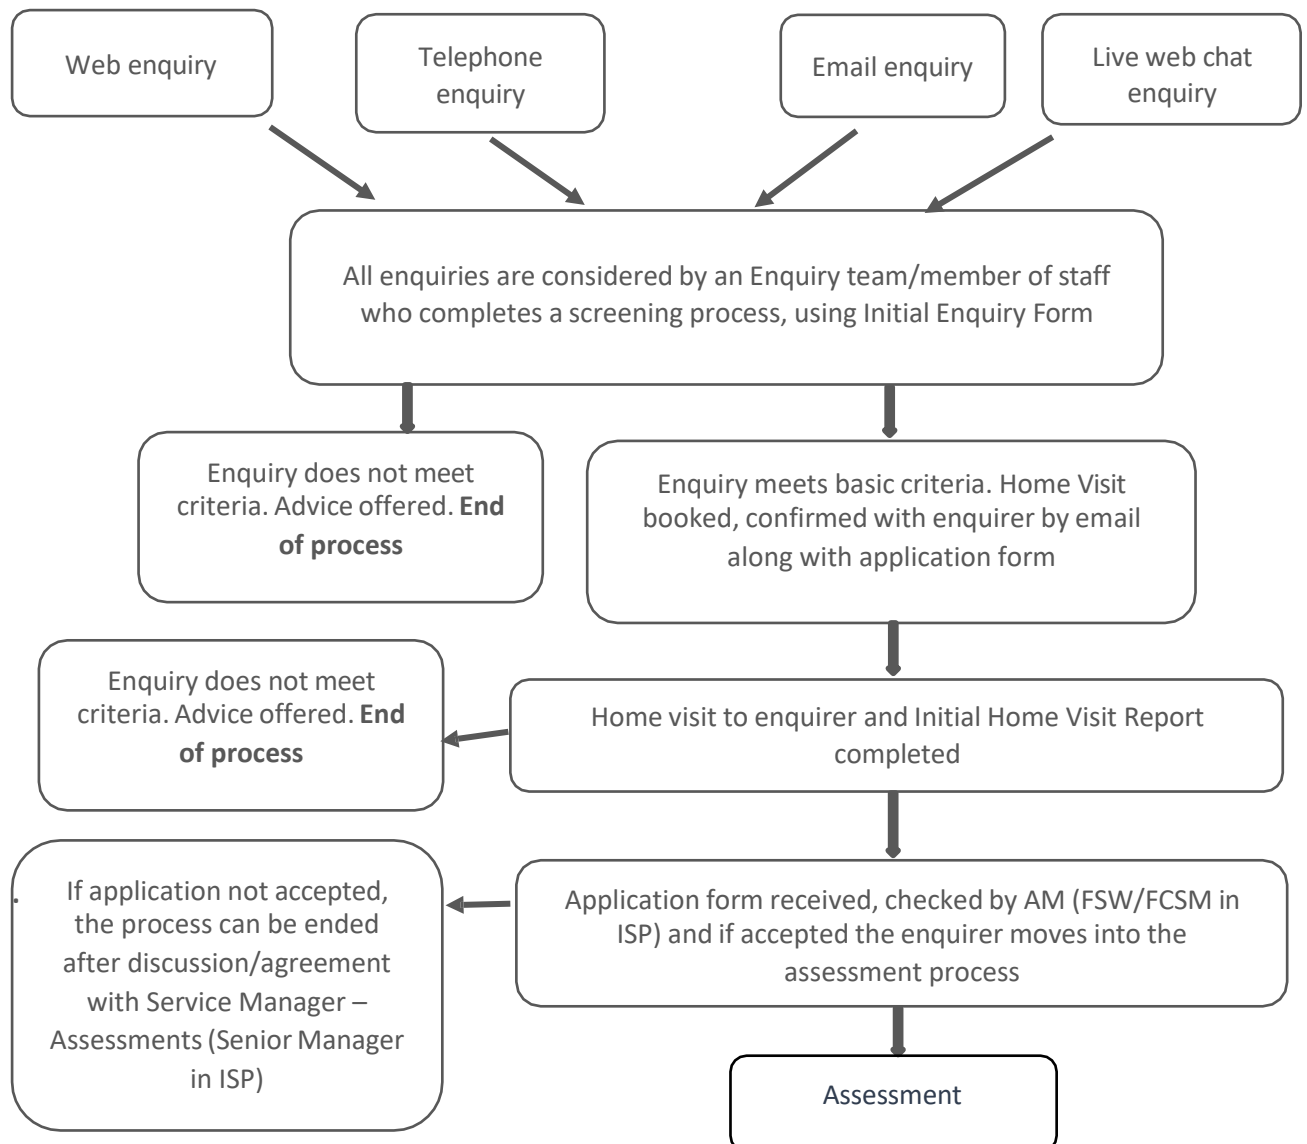 Web enquiry
Telephone
enquiry
Email enquiry
Live web chat
enquiry
All enquiries are considered by an Enquiry team/member of staff
who completes a screening process, using Initial Enquiry Form
Enquiry does not meet
criteria. Advice offered. End
of process
Enquiry meets basic criteria. Home Visit
booked, confirmed with enquirer by email
along with application form
Enquiry does not meet
criteria. Advice offered. End
of process
Home visit to enquirer and Initial Home Visit Report
completed
If application not accepted,
the process can be ended
after discussion/agreement
with Service Manager –
Assessments (Senior Manager
in ISP)
Application form received, checked by AM (FSW/FCSM in
ISP) and if accepted the enquirer moves into the
assessment process
Assessment